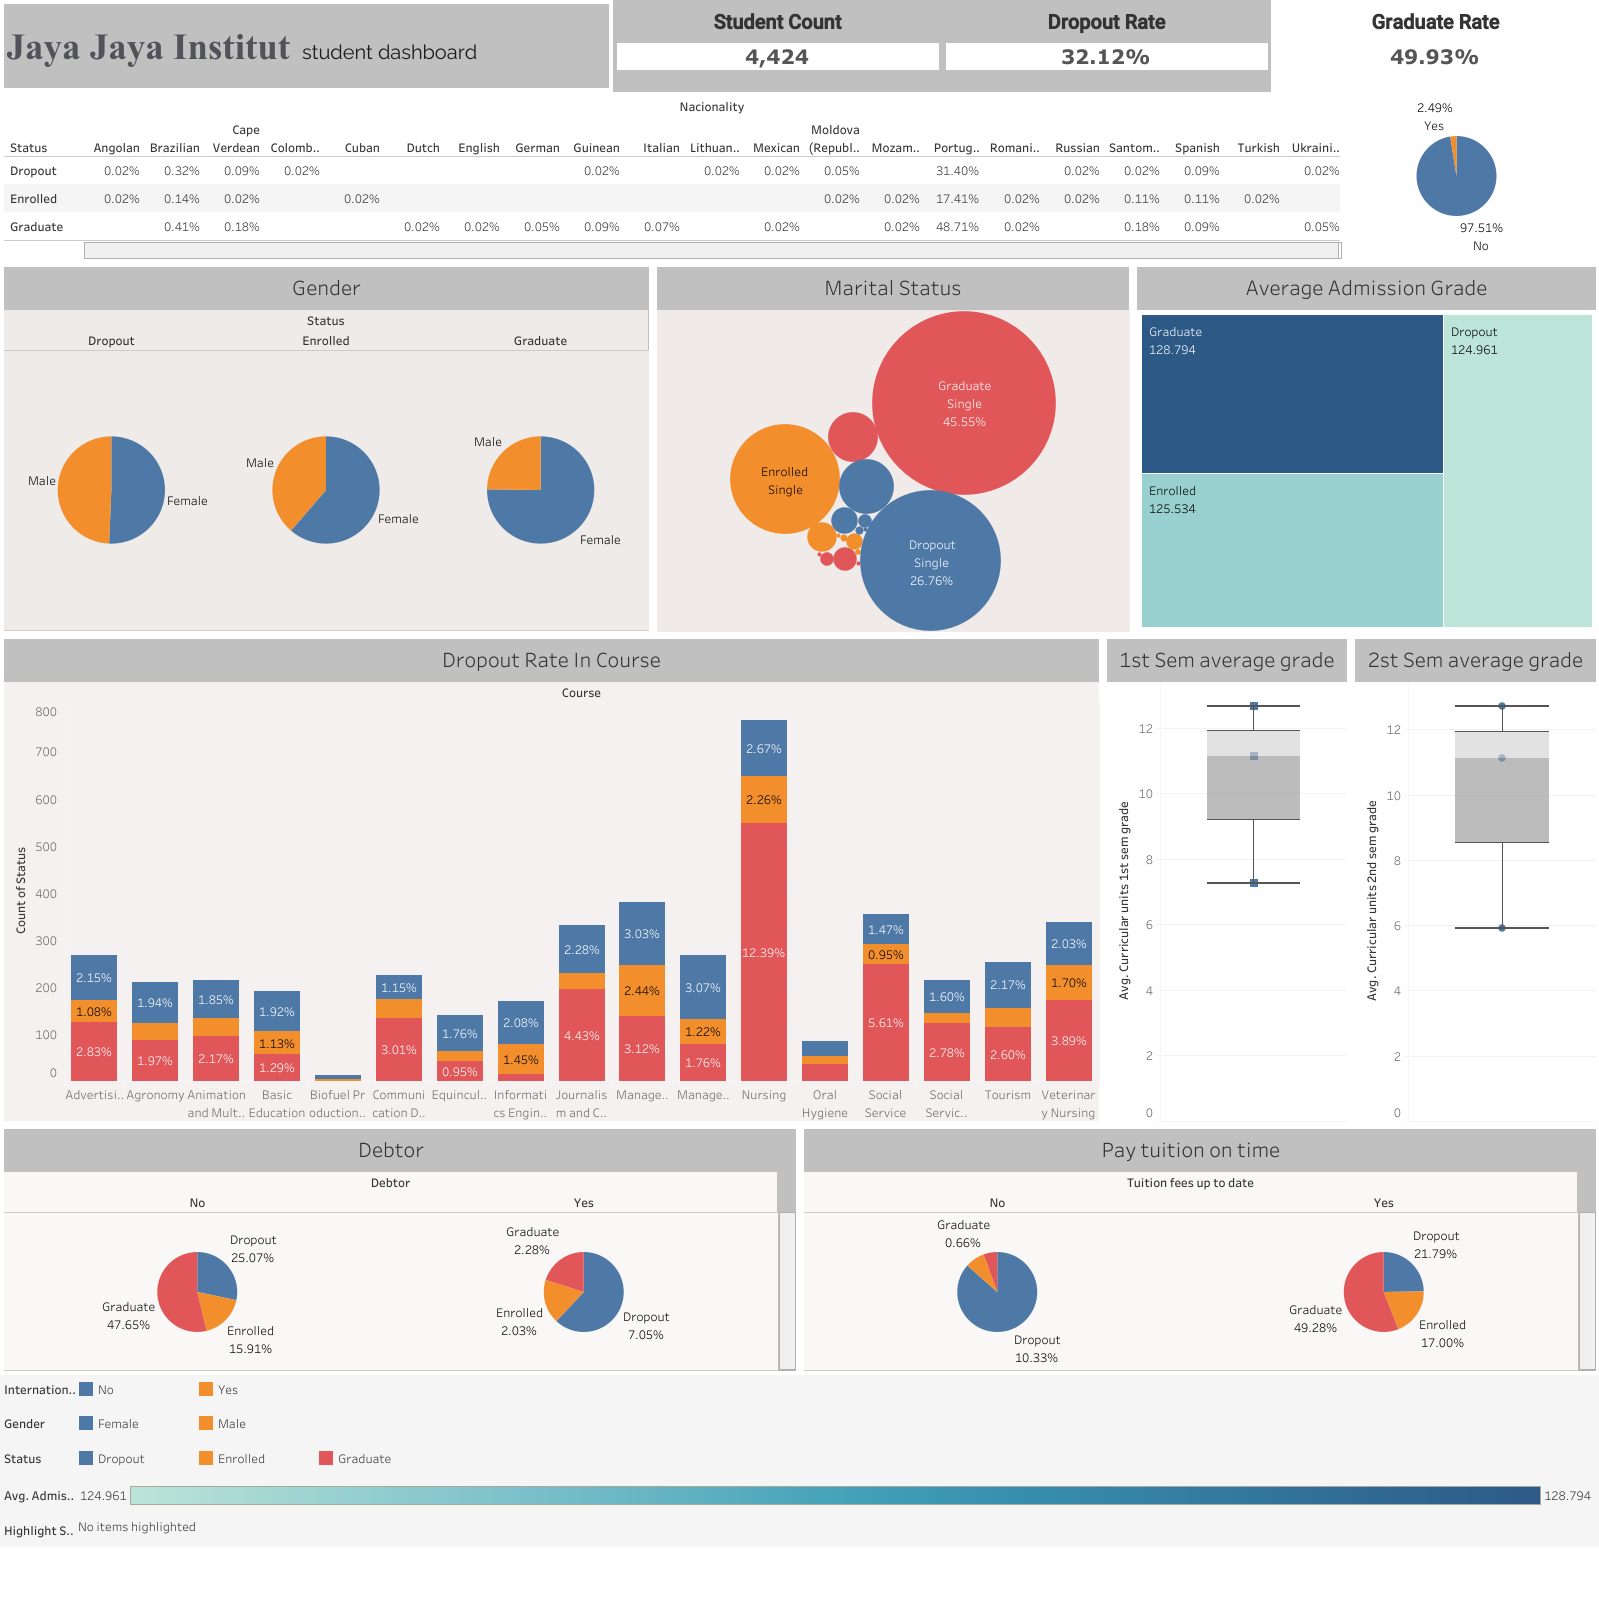 Jaya Jaya Institut student dashboard
Student Count
4,424
Dropout Rate
32.12%
Graduate Rate
49.93%
Nacionality
Status Angolan Brazilian Cape Verdean Colomb.. Cuban Dutch English German Guinean Italian Lithuan.. Mexican Moldova (Republ.. Mozam.. Portug.. Romani.. Russian Santom.. Spanish Turkish Ukraini..
Dropout 0.02% 0.32% 0.09% 0.02% 0.02% 0.02% 0.02% 0.05% 31.40% 0.02% 0.02% 0.09% 0.02%
Enrolled 0.02% 0.14% 0.02% 0.02% 0.02% 0.02% 17.41% 0.02% 0.02% 0.11% 0.11% 0.02%
Graduate 0.41% 0.18% 0.02% 0.02% 0.05% 0.09% 0.07% 0.02% 0.02% 48.71% 0.02% 0.18% 0.09% 0.05%
2.49%
Yes
97.51%
No
Gender
Status
Dropout Enrolled Graduate
Male
Female
Male
Female
Male
Female
Marital Status
Graduate
Single
45.55%
Enrolled
Single
Dropout
Single
26.76%
Average Admission Grade
Graduate
128.794
Dropout
124.961
Enrolled
125.534
Dropout Rate In Course
Course
Count of Status
800
700
600
500
400
300
200
100
0
2.15%
1.08%
2.83%
1.94%
1.97%
1.85%
2.17%
1.92%
1.13%
1.29%
1.15%
3.01%
1.76%
0.95%
2.08%
1.45%
2.28%
4.43%
3.03%
2.44%
3.12%
3.07%
1.22%
1.76%
2.67%
2.26%
12.39%
1.47%
0.95%
5.61%
1.60%
2.78%
2.17%
2.60%
2.03%
1.70%
3.89%
Advertisi.. Agronomy Animation Basic Biofuel Pr Communi Equincul.. Informati Journalis Manage.. Manage.. Nursing Oral Social Social Tourism Veterinar
and Mult.. Education oduction.. cation D.. cs Engin.. m and C.. Hygiene Service Servic.. y Nursing
1st Sem average grade
Avg. Curricular units 1st sem grade
12
10
8
6
4
2
0
2st Sem average grade
Avg. Curricular units 2nd sem grade
12
10
8
6
4
2
0
Debtor
Debtor
No Yes
Dropout
25.07%
Graduate
47.65%
Enrolled
15.91%
Graduate
2.28%
Enrolled
2.03%
Dropout
7.05%
Pay tuition on time
Tuition fees up to date
No Yes
Graduate
0.66%
Dropout
10.33%
Dropout
21.79%
Graduate
49.28%
Enrolled
17.00%
Internation.. No Yes
Gender Female Male
Status Dropout Enrolled Graduate
Avg. Admis.. 124.961 128.794
Highlight S.. No items highlighted